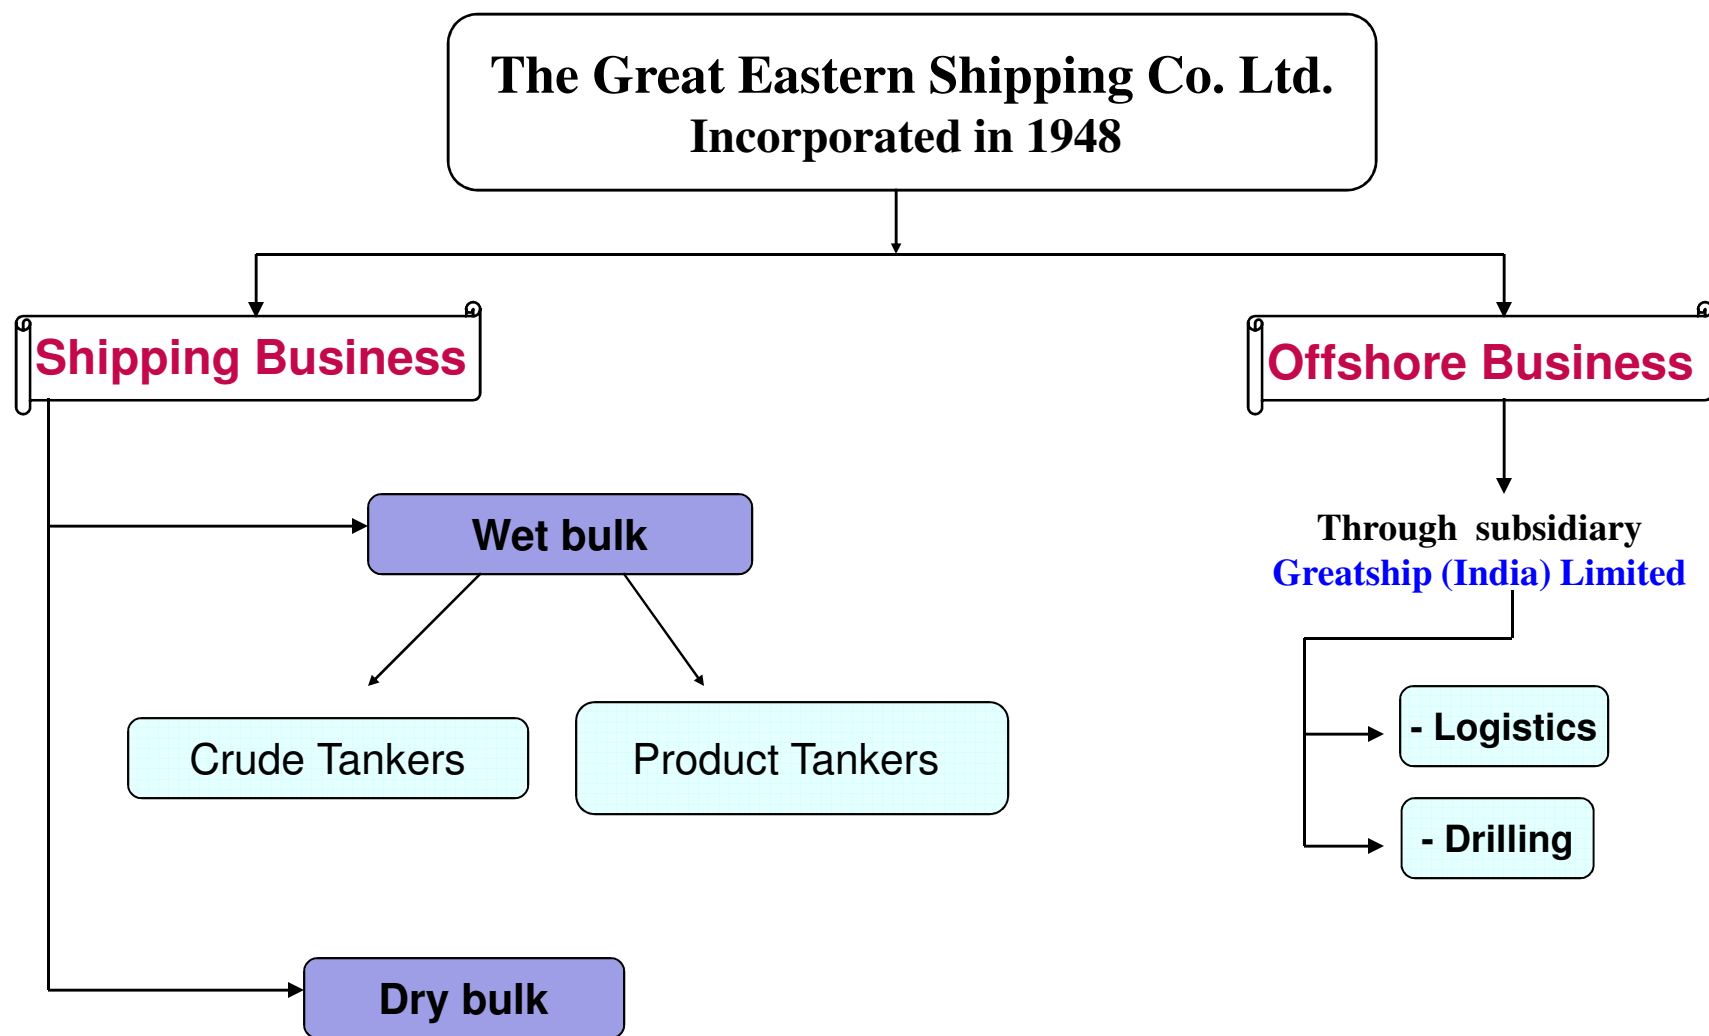 The Great Eastern Shipping Co. Ltd.
Incorporated in 1948
Shipping Business
Offshore Business
Wet bulk
Through subsidiary
Greatship (India) Limited
Crude Tankers
Product Tankers
- Logistics
- Drilling
Dry bulk